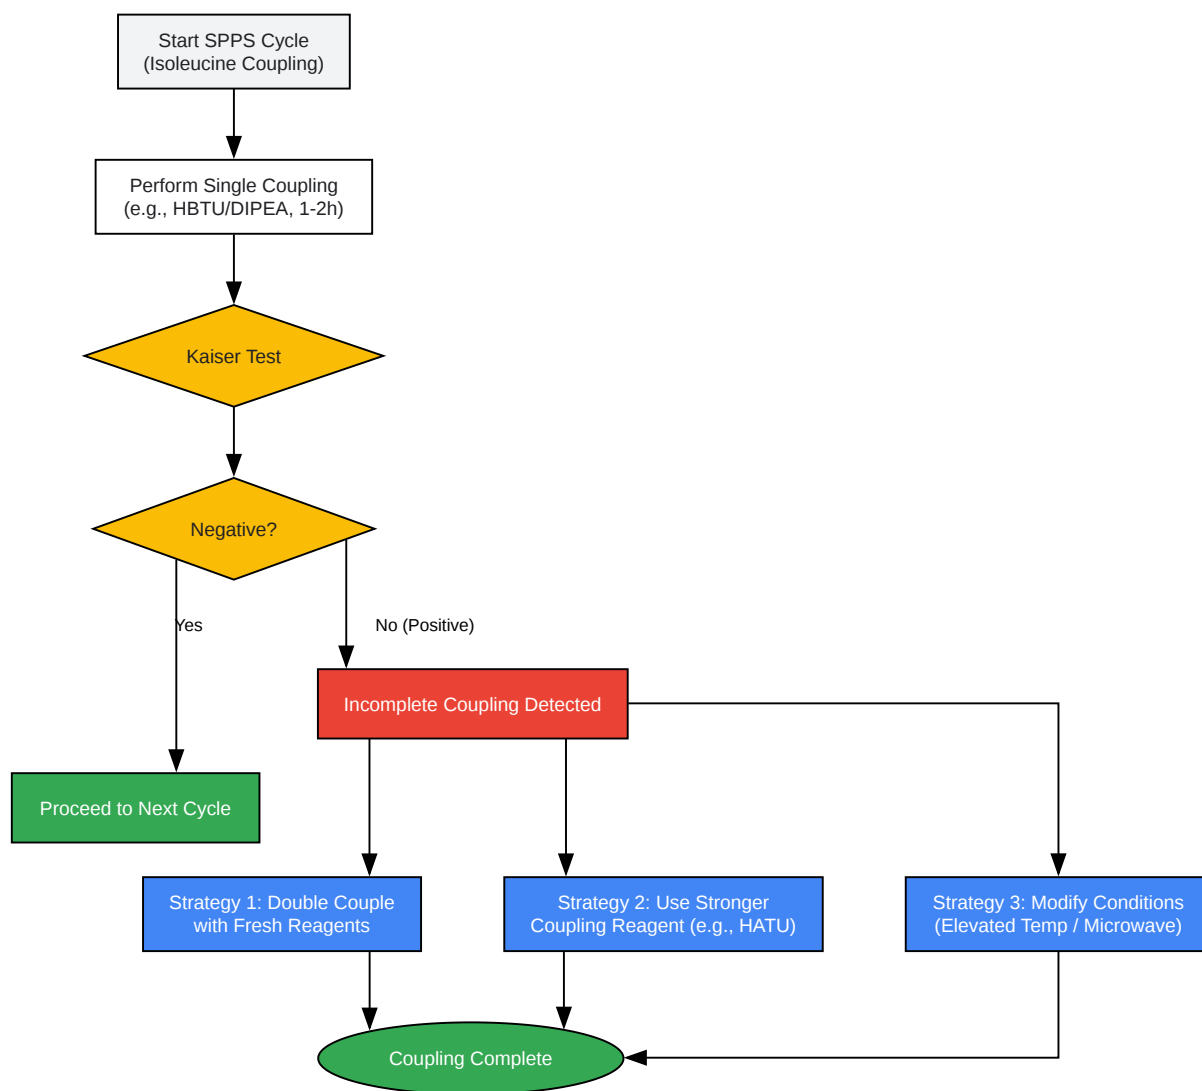 Start SPPS Cycle
(Isoleucine Coupling)
Perform Single Coupling
(e.g., HBTU/DIPEA, 1-2h)
Kaiser Test
Negative?
Yes
No (Positive)
Incomplete Coupling Detected
Proceed to Next Cycle
Strategy 1: Double Couple
with Fresh Reagents
Strategy 2: Use Stronger
Coupling Reagent (e.g., HATU)
Strategy 3: Modify Conditions
(Elevated Temp / Microwave)
Coupling Complete